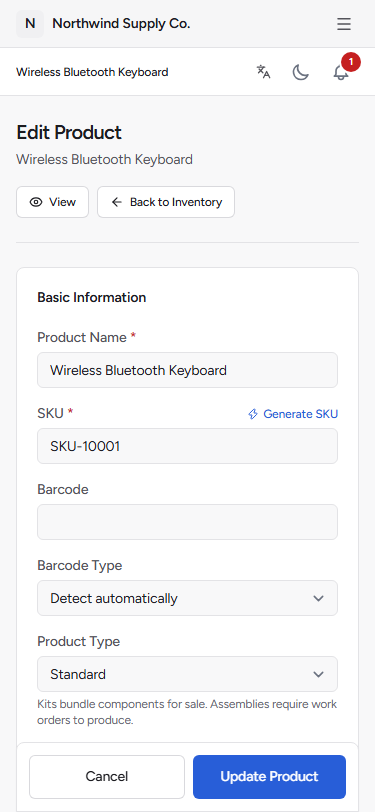 N Northwind Supply Co.
Wireless Bluetooth Keyboard
1
Edit Product
Wireless Bluetooth Keyboard
View
Back to Inventory
Basic Information
Product Name *
Wireless Bluetooth Keyboard
SKU *
Generate SKU
SKU-10001
Barcode
Barcode Type
Detect automatically
Product Type
Standard
Kits bundle components for sale. Assemblies require work
orders to produce.
Cancel
Update Product